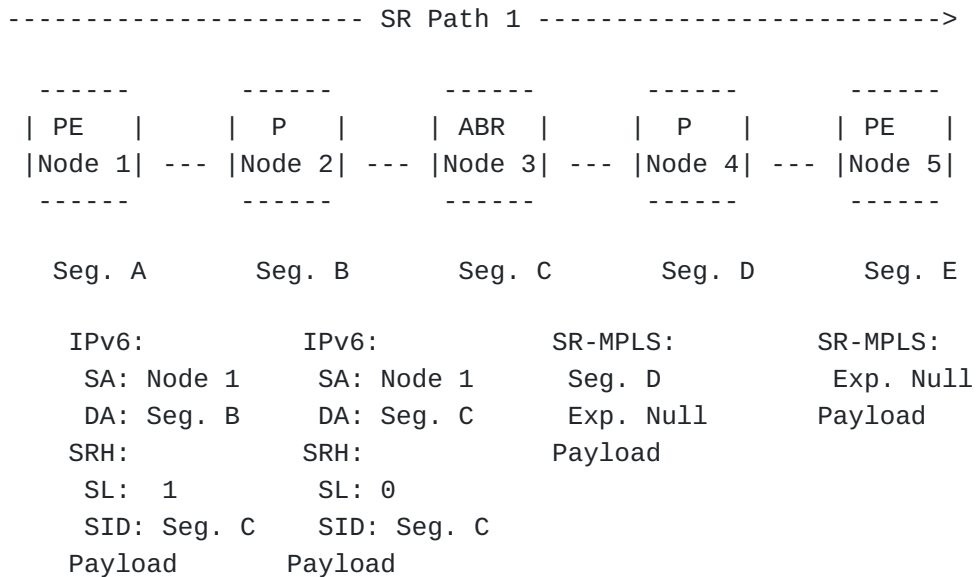 ----------------------- SR Path 1 -------------------------->
------ ------ ------ ------ ------
| PE | | P | | ABR | | P | | PE |
|Node 1| --- |Node 2| --- |Node 3| --- |Node 4| --- |Node 5|
------ ------ ------ ------ ------
Seg. A Seg. B Seg. C Seg. D Seg. E
IPv6: IPv6: SR-MPLS: SR-MPLS:
SA: Node 1 SA: Node 1 Seg. D Exp. Null
DA: Seg. B DA: Seg. C Exp. Null Payload
SRH: SRH: Payload
SL: 1 SL: 0
SID: Seg. C SID: Seg. C
Payload Payload